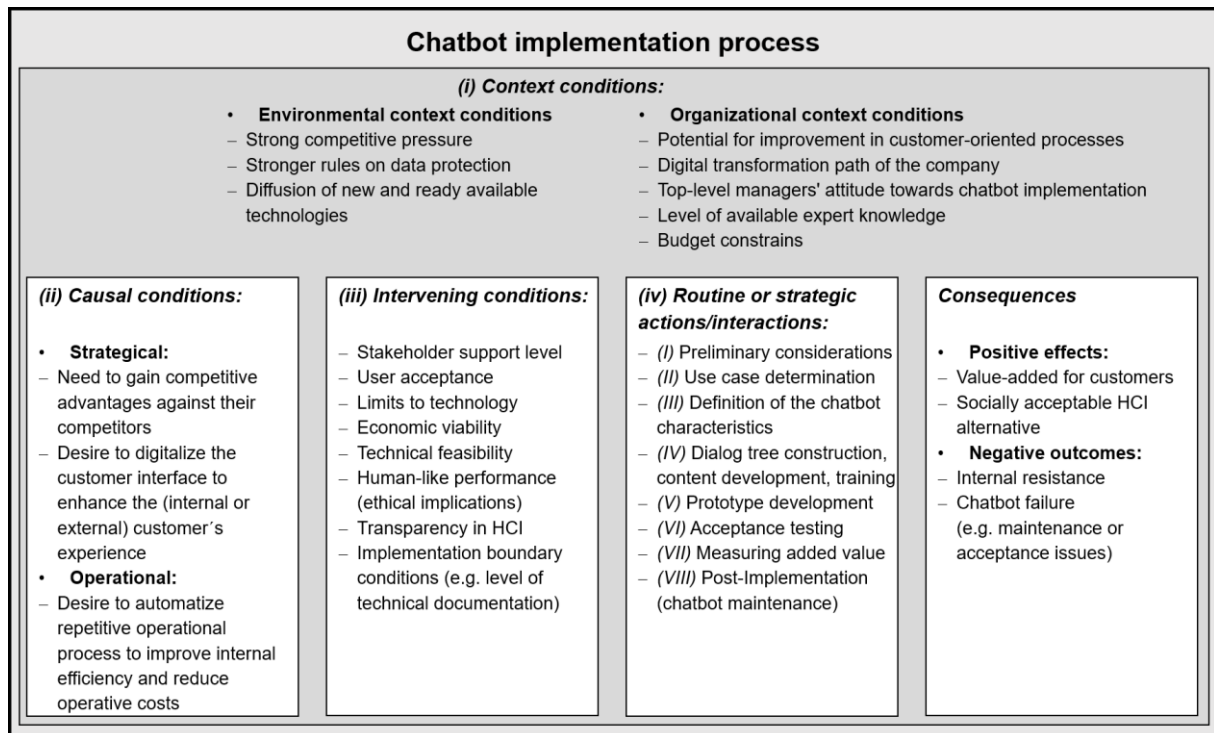 Chatbot implementation process
(i) Context conditions:
• Environmental context conditions
– Strong competitive pressure
– Stronger rules on data protection
– Diffusion of new and ready available
technologies
• Organizational context conditions
– Potential for improvement in customer-oriented processes
– Digital transformation path of the company
– Top-level managers' attitude towards chatbot implementation
– Level of available expert knowledge
– Budget constrains
(ii) Causal conditions:
• Strategical:
– Need to gain competitive
advantages against their
competitors
– Desire to digitalize the
customer interface to
enhance the (internal or
external) customer´s
experience
• Operational:
– Desire to automatize
repetitive operational
process to improve internal
efficiency and reduce
operative costs
(iii) Intervening conditions:
– Stakeholder support level
– User acceptance
– Limits to technology
– Economic viability
– Technical feasibility
– Human-like performance
(ethical implications)
– Transparency in HCI
– Implementation boundary
conditions (e.g. level of
technical documentation)
(iv) Routine or strategic
actions/interactions:
– (I) Preliminary considerations
– (II) Use case determination
– (III) Definition of the chatbot
characteristics
– (IV) Dialog tree construction,
content development, training
– (V) Prototype development
– (VI) Acceptance testing
– (VII) Measuring added value
– (VIII) Post-Implementation
(chatbot maintenance)
Consequences
• Positive effects:
– Value-added for customers
– Socially acceptable HCI
alternative
• Negative outcomes:
– Internal resistance
– Chatbot failure
(e.g. maintenance or
acceptance issues)